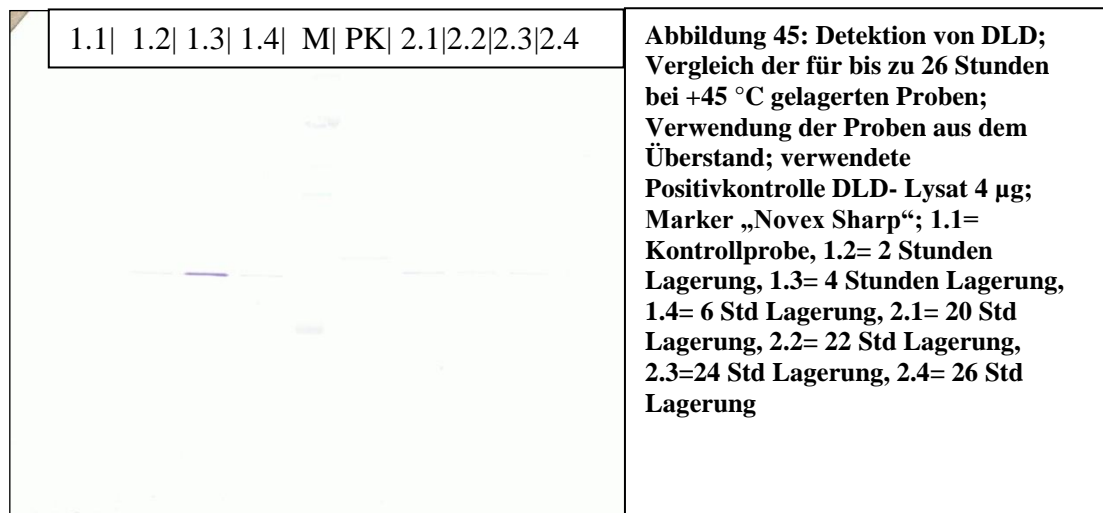 1.1| 1.2| 1.3| 1.4| M| PK| 2.1|2.2|2.3|2.4
Abbildung 45: Detektion von DLD;
Vergleich der für bis zu 26 Stunden
bei +45 °C gelagerten Proben;
Verwendung der Proben aus dem
Überstand; verwendete
Positivkontrolle DLD- Lysat 4 µg;
Marker „Novex Sharp“; 1.1=
Kontrollprobe, 1.2= 2 Stunden
Lagerung, 1.3= 4 Stunden Lagerung,
1.4= 6 Std Lagerung, 2.1= 20 Std
Lagerung, 2.2= 22 Std Lagerung,
2.3=24 Std Lagerung, 2.4= 26 Std
Lagerung